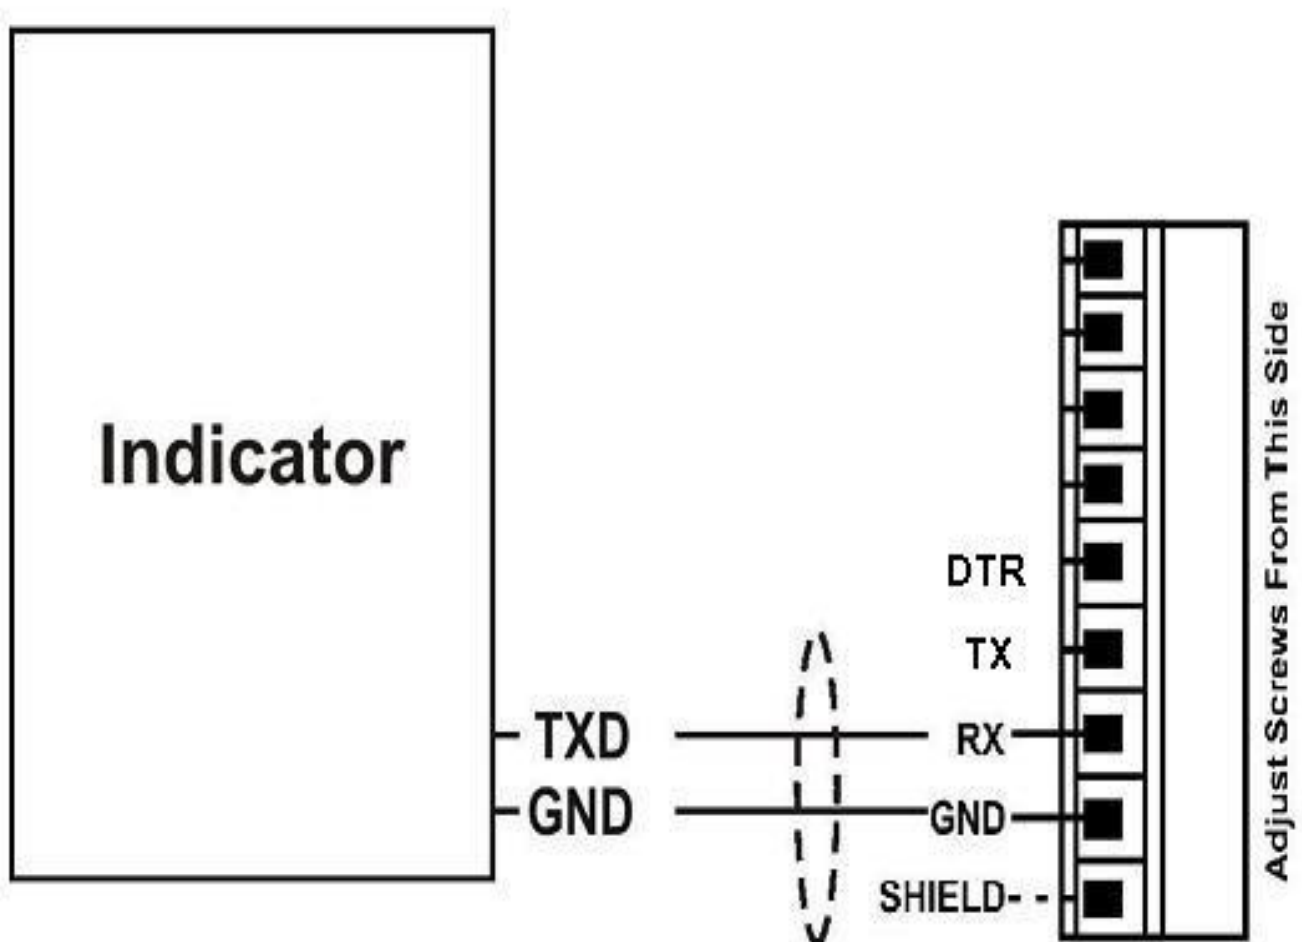 Indicator
DTR
TX
TXD
RX
GND
GND
SHIELD
Adjust Screws From This Side